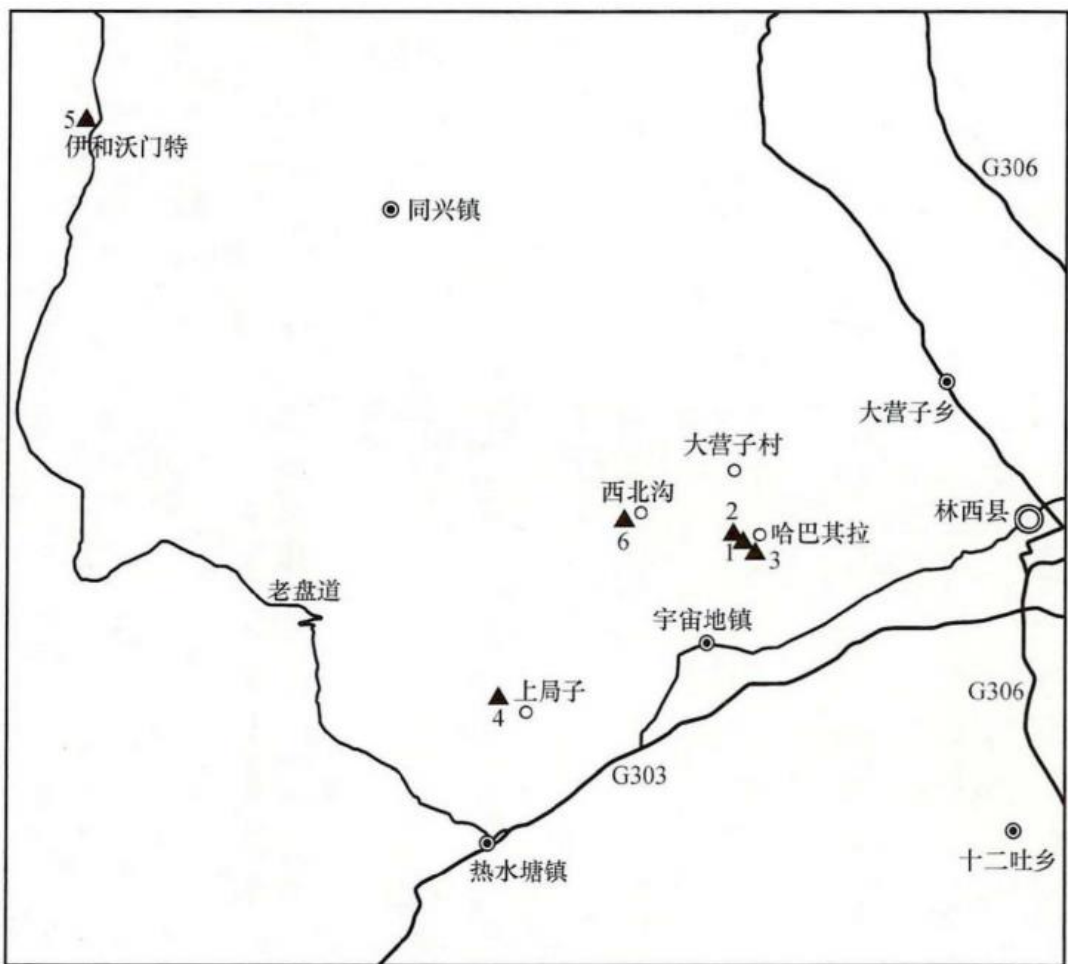 G306
5
伊和沃门特
同兴镇
大营子乡
大营子村
西北沟
2
林西县
哈巴其拉
6
1
3
老盘道
宇宙地镇
上局子
G306
4
G303
热水塘镇
十二吐乡